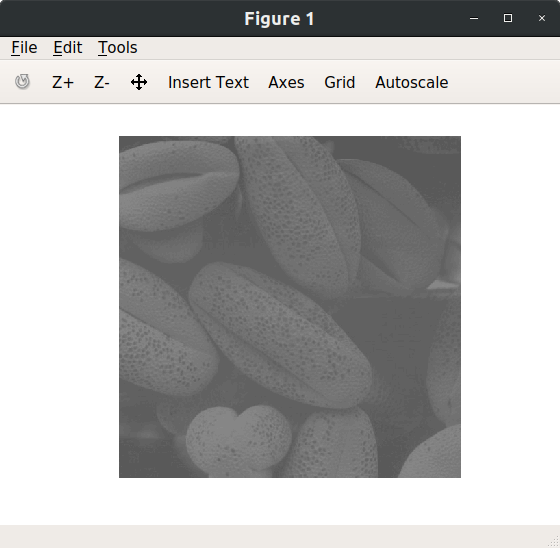 Figure 1
File Edit Tools
Z+ Z- Insert Text Axes Grid Autoscale